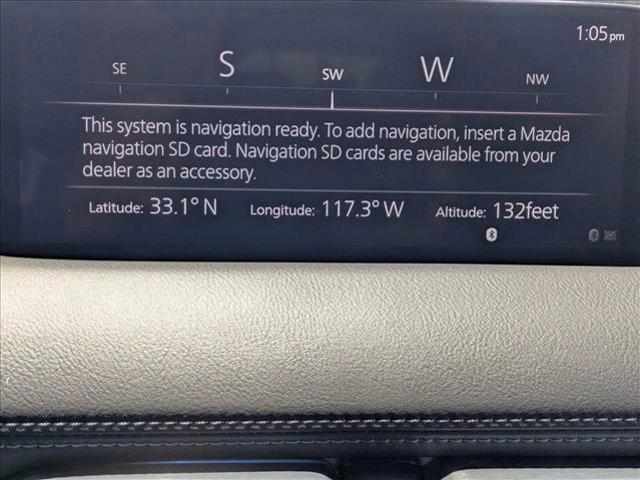 1:05pm
SE S SW W NW
This system is navigation ready. To add navigation, insert a Mazda
navigation SD card. Navigation SD cards are available from your
dealer as an accessory.
Latitude: 33.1° N Longitude: 117.3° W Altitude: 132feet